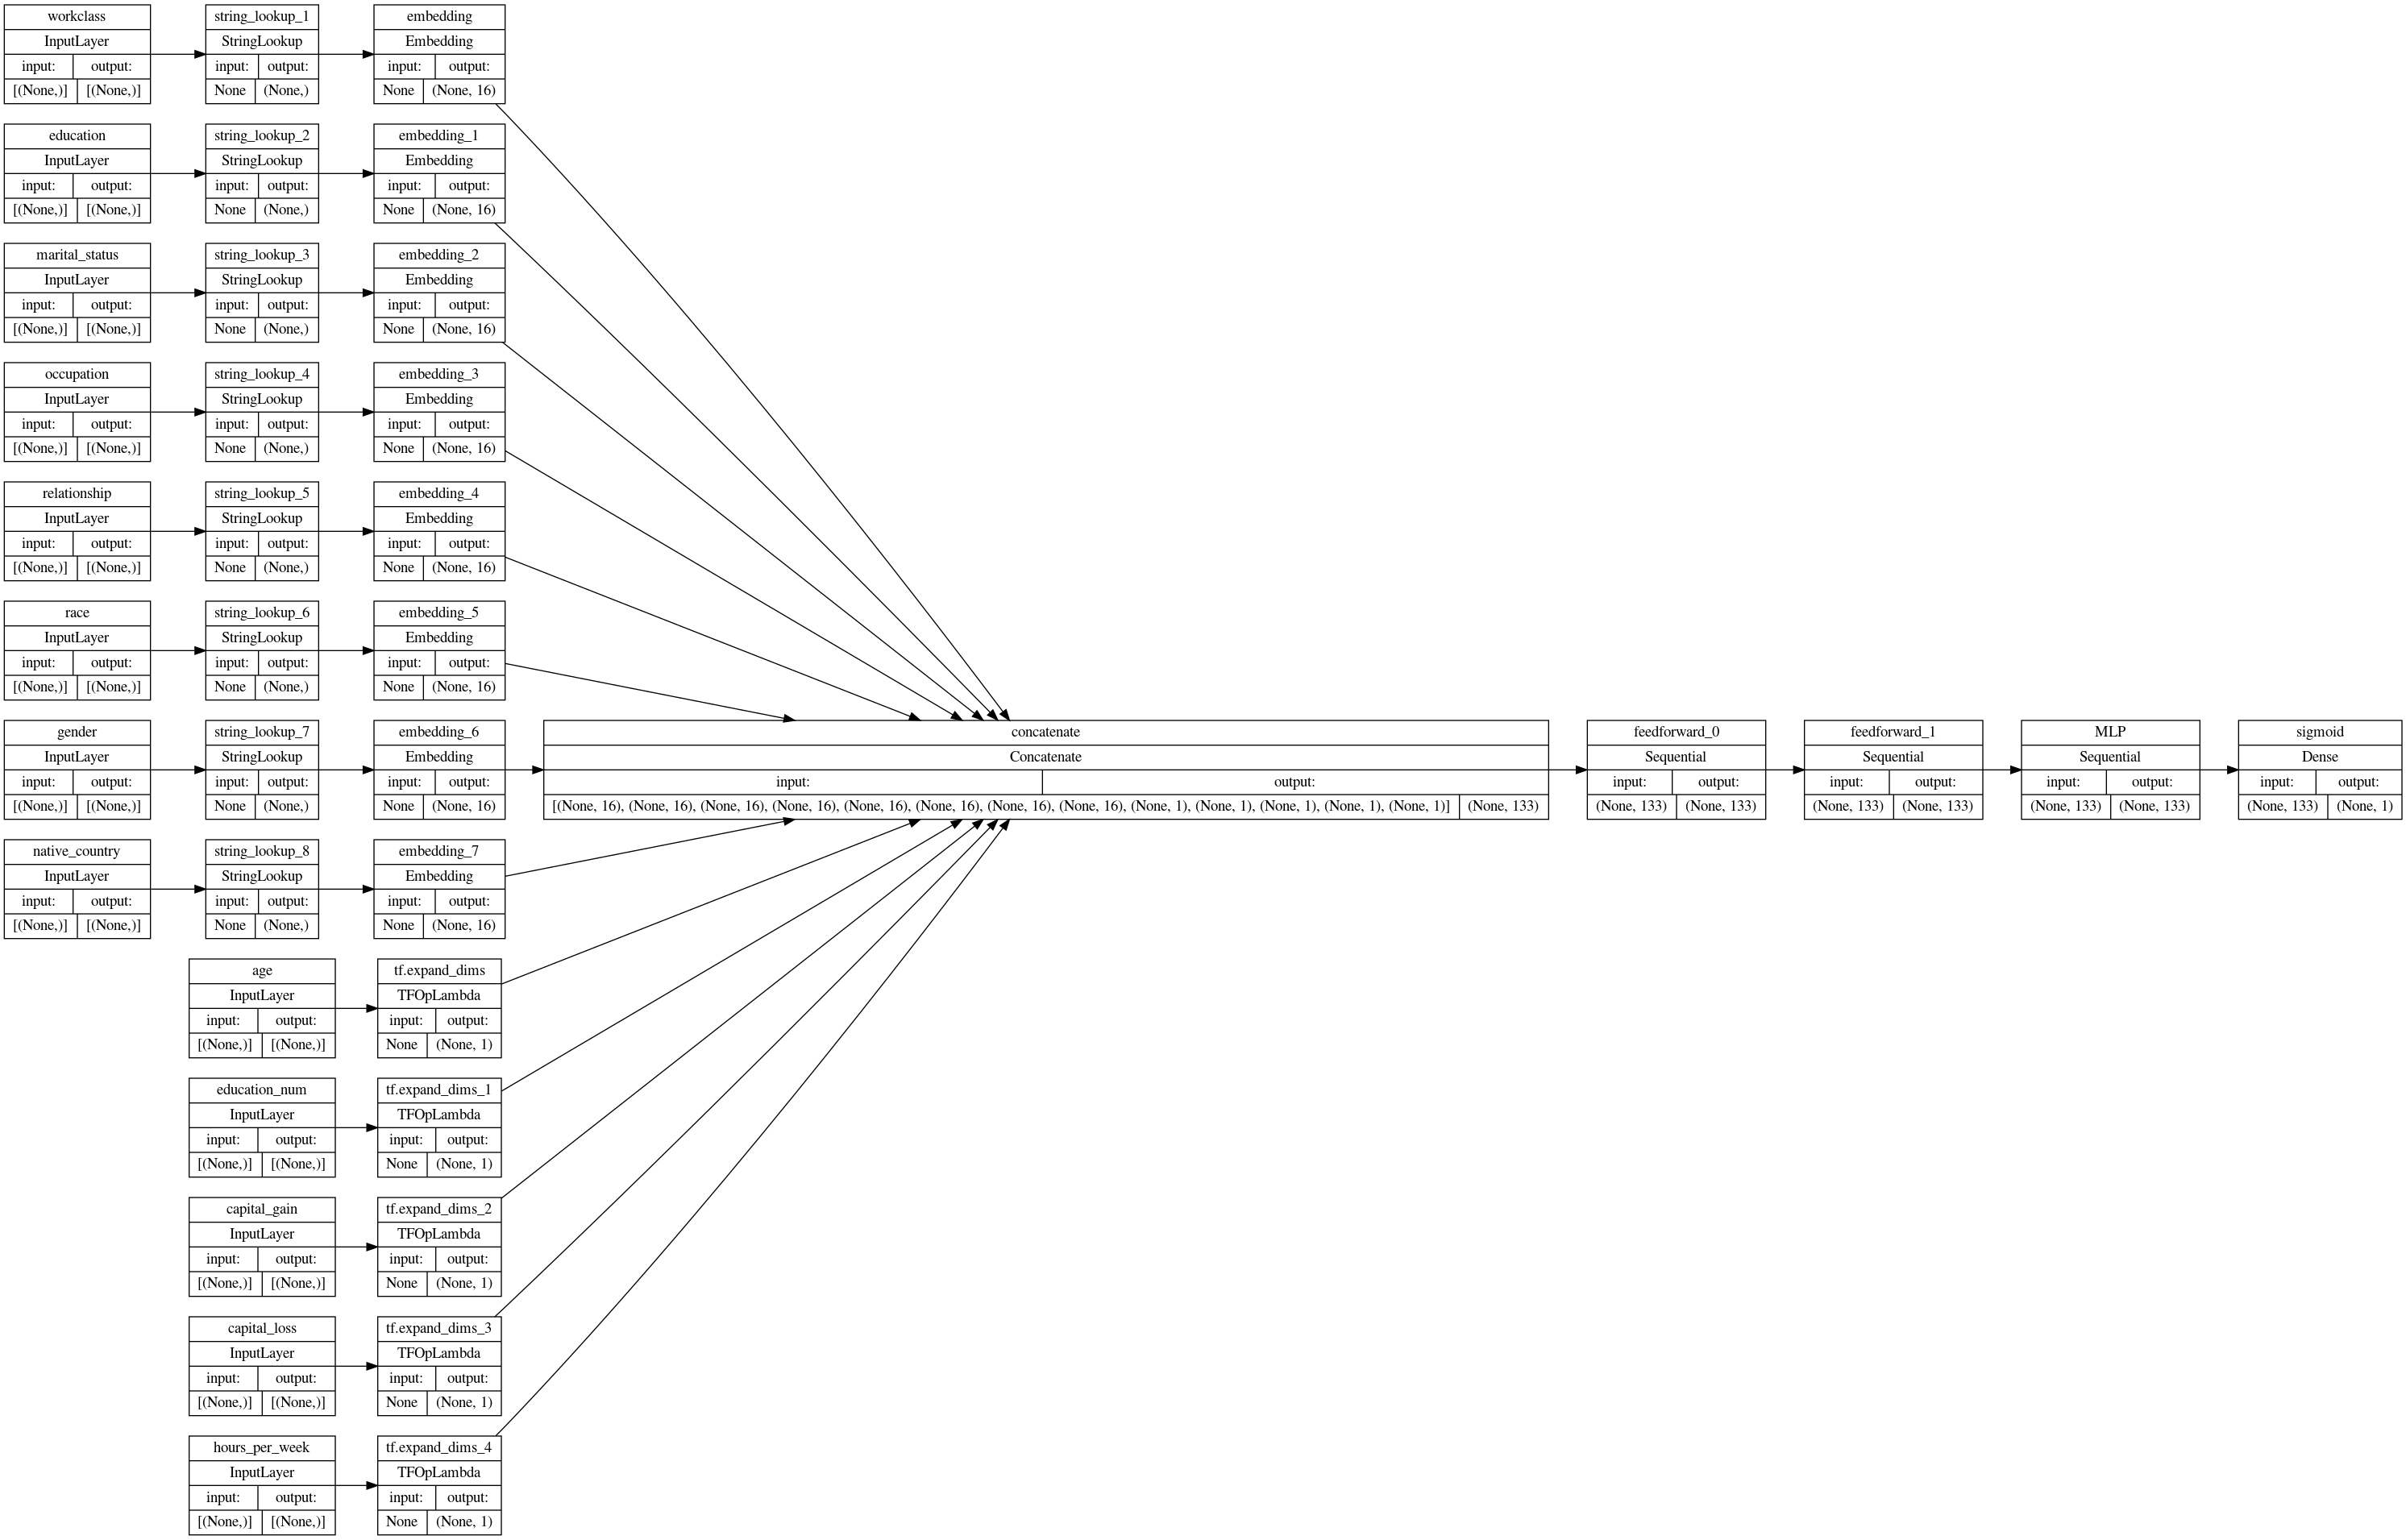 workclass
InputLayer
input: output:
[(None,)] [(None,)]
string_lookup_1
StringLookup
input: output:
None (None,)
embedding
Embedding
input: output:
None (None, 16)
education
InputLayer
input: output:
[(None,)] [(None,)]
string_lookup_2
StringLookup
input: output:
None (None,)
embedding_1
Embedding
input: output:
None (None, 16)
marital_status
InputLayer
input: output:
[(None,)] [(None,)]
string_lookup_3
StringLookup
input: output:
None (None,)
embedding_2
Embedding
input: output:
None (None, 16)
occupation
InputLayer
input: output:
[(None,)] [(None,)]
string_lookup_4
StringLookup
input: output:
None (None,)
embedding_3
Embedding
input: output:
None (None, 16)
relationship
InputLayer
input: output:
[(None,)] [(None,)]
string_lookup_5
StringLookup
input: output:
None (None,)
embedding_4
Embedding
input: output:
None (None, 16)
race
InputLayer
input: output:
[(None,)] [(None,)]
string_lookup_6
StringLookup
input: output:
None (None,)
embedding_5
Embedding
input: output:
None (None, 16)
gender
InputLayer
input: output:
[(None,)] [(None,)]
string_lookup_7
StringLookup
input: output:
None (None,)
embedding_6
Embedding
input: output:
None (None, 16)
concatenate
Concatenate
input: output:
[(None, 16), (None, 16), (None, 16), (None, 16), (None, 16), (None, 16), (None, 16), (None, 16), (None, 1), (None, 1), (None, 1), (None, 1), (None, 1)] (None, 133)
feedforward_0
Sequential
input: output:
(None, 133) (None, 133)
feedforward_1
Sequential
input: output:
(None, 133) (None, 133)
MLP
Sequential
input: output:
(None, 133) (None, 133)
sigmoid
Dense
input: output:
(None, 133) (None, 1)
native_country
InputLayer
input: output:
[(None,)] [(None,)]
string_lookup_8
StringLookup
input: output:
None (None,)
embedding_7
Embedding
input: output:
None (None, 16)
age
InputLayer
input: output:
[(None,)] [(None,)]
tf.expand_dims
TFOpLambda
input: output:
None (None, 1)
education_num
InputLayer
input: output:
[(None,)] [(None,)]
tf.expand_dims_1
TFOpLambda
input: output:
None (None, 1)
capital_gain
InputLayer
input: output:
[(None,)] [(None,)]
tf.expand_dims_2
TFOpLambda
input: output:
None (None, 1)
capital_loss
InputLayer
input: output:
[(None,)] [(None,)]
tf.expand_dims_3
TFOpLambda
input: output:
None (None, 1)
hours_per_week
InputLayer
input: output:
[(None,)] [(None,)]
tf.expand_dims_4
TFOpLambda
input: output:
None (None, 1)